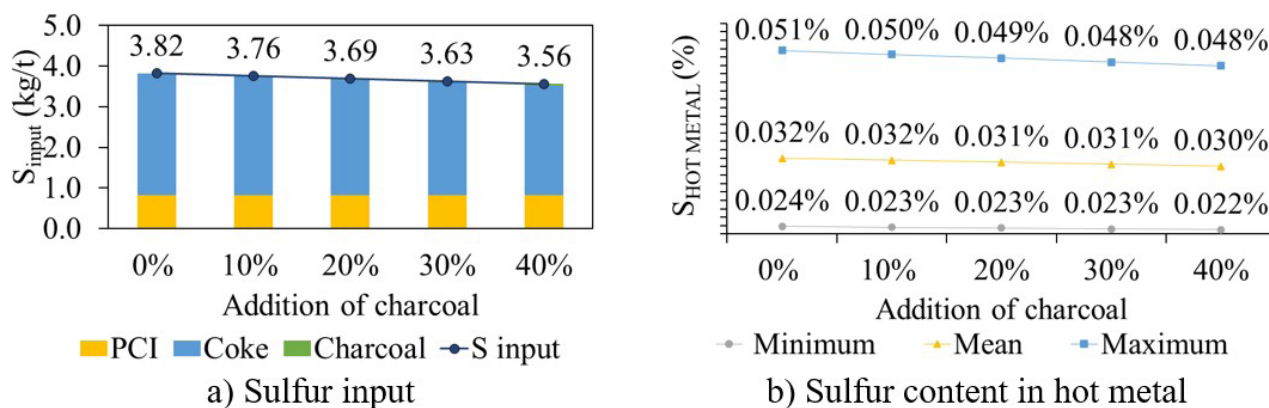 5.0
4.0
3.0
2.0
1.0
0.0
S input (kg/t)
3.82 3.76 3.69 3.63 3.56
0% 10% 20% 30% 40%
Addition of charcoal
PCI Coke Charcoal S input
a) Sulfur input
S HOT METAL (%)
0.051% 0.050% 0.049% 0.048% 0.048%
0.032% 0.032% 0.031% 0.031% 0.030%
0.024% 0.023% 0.023% 0.023% 0.022%
0% 10% 20% 30% 40%
Addition of charcoal
Minimum Mean Maximum
b) Sulfur content in hot metal